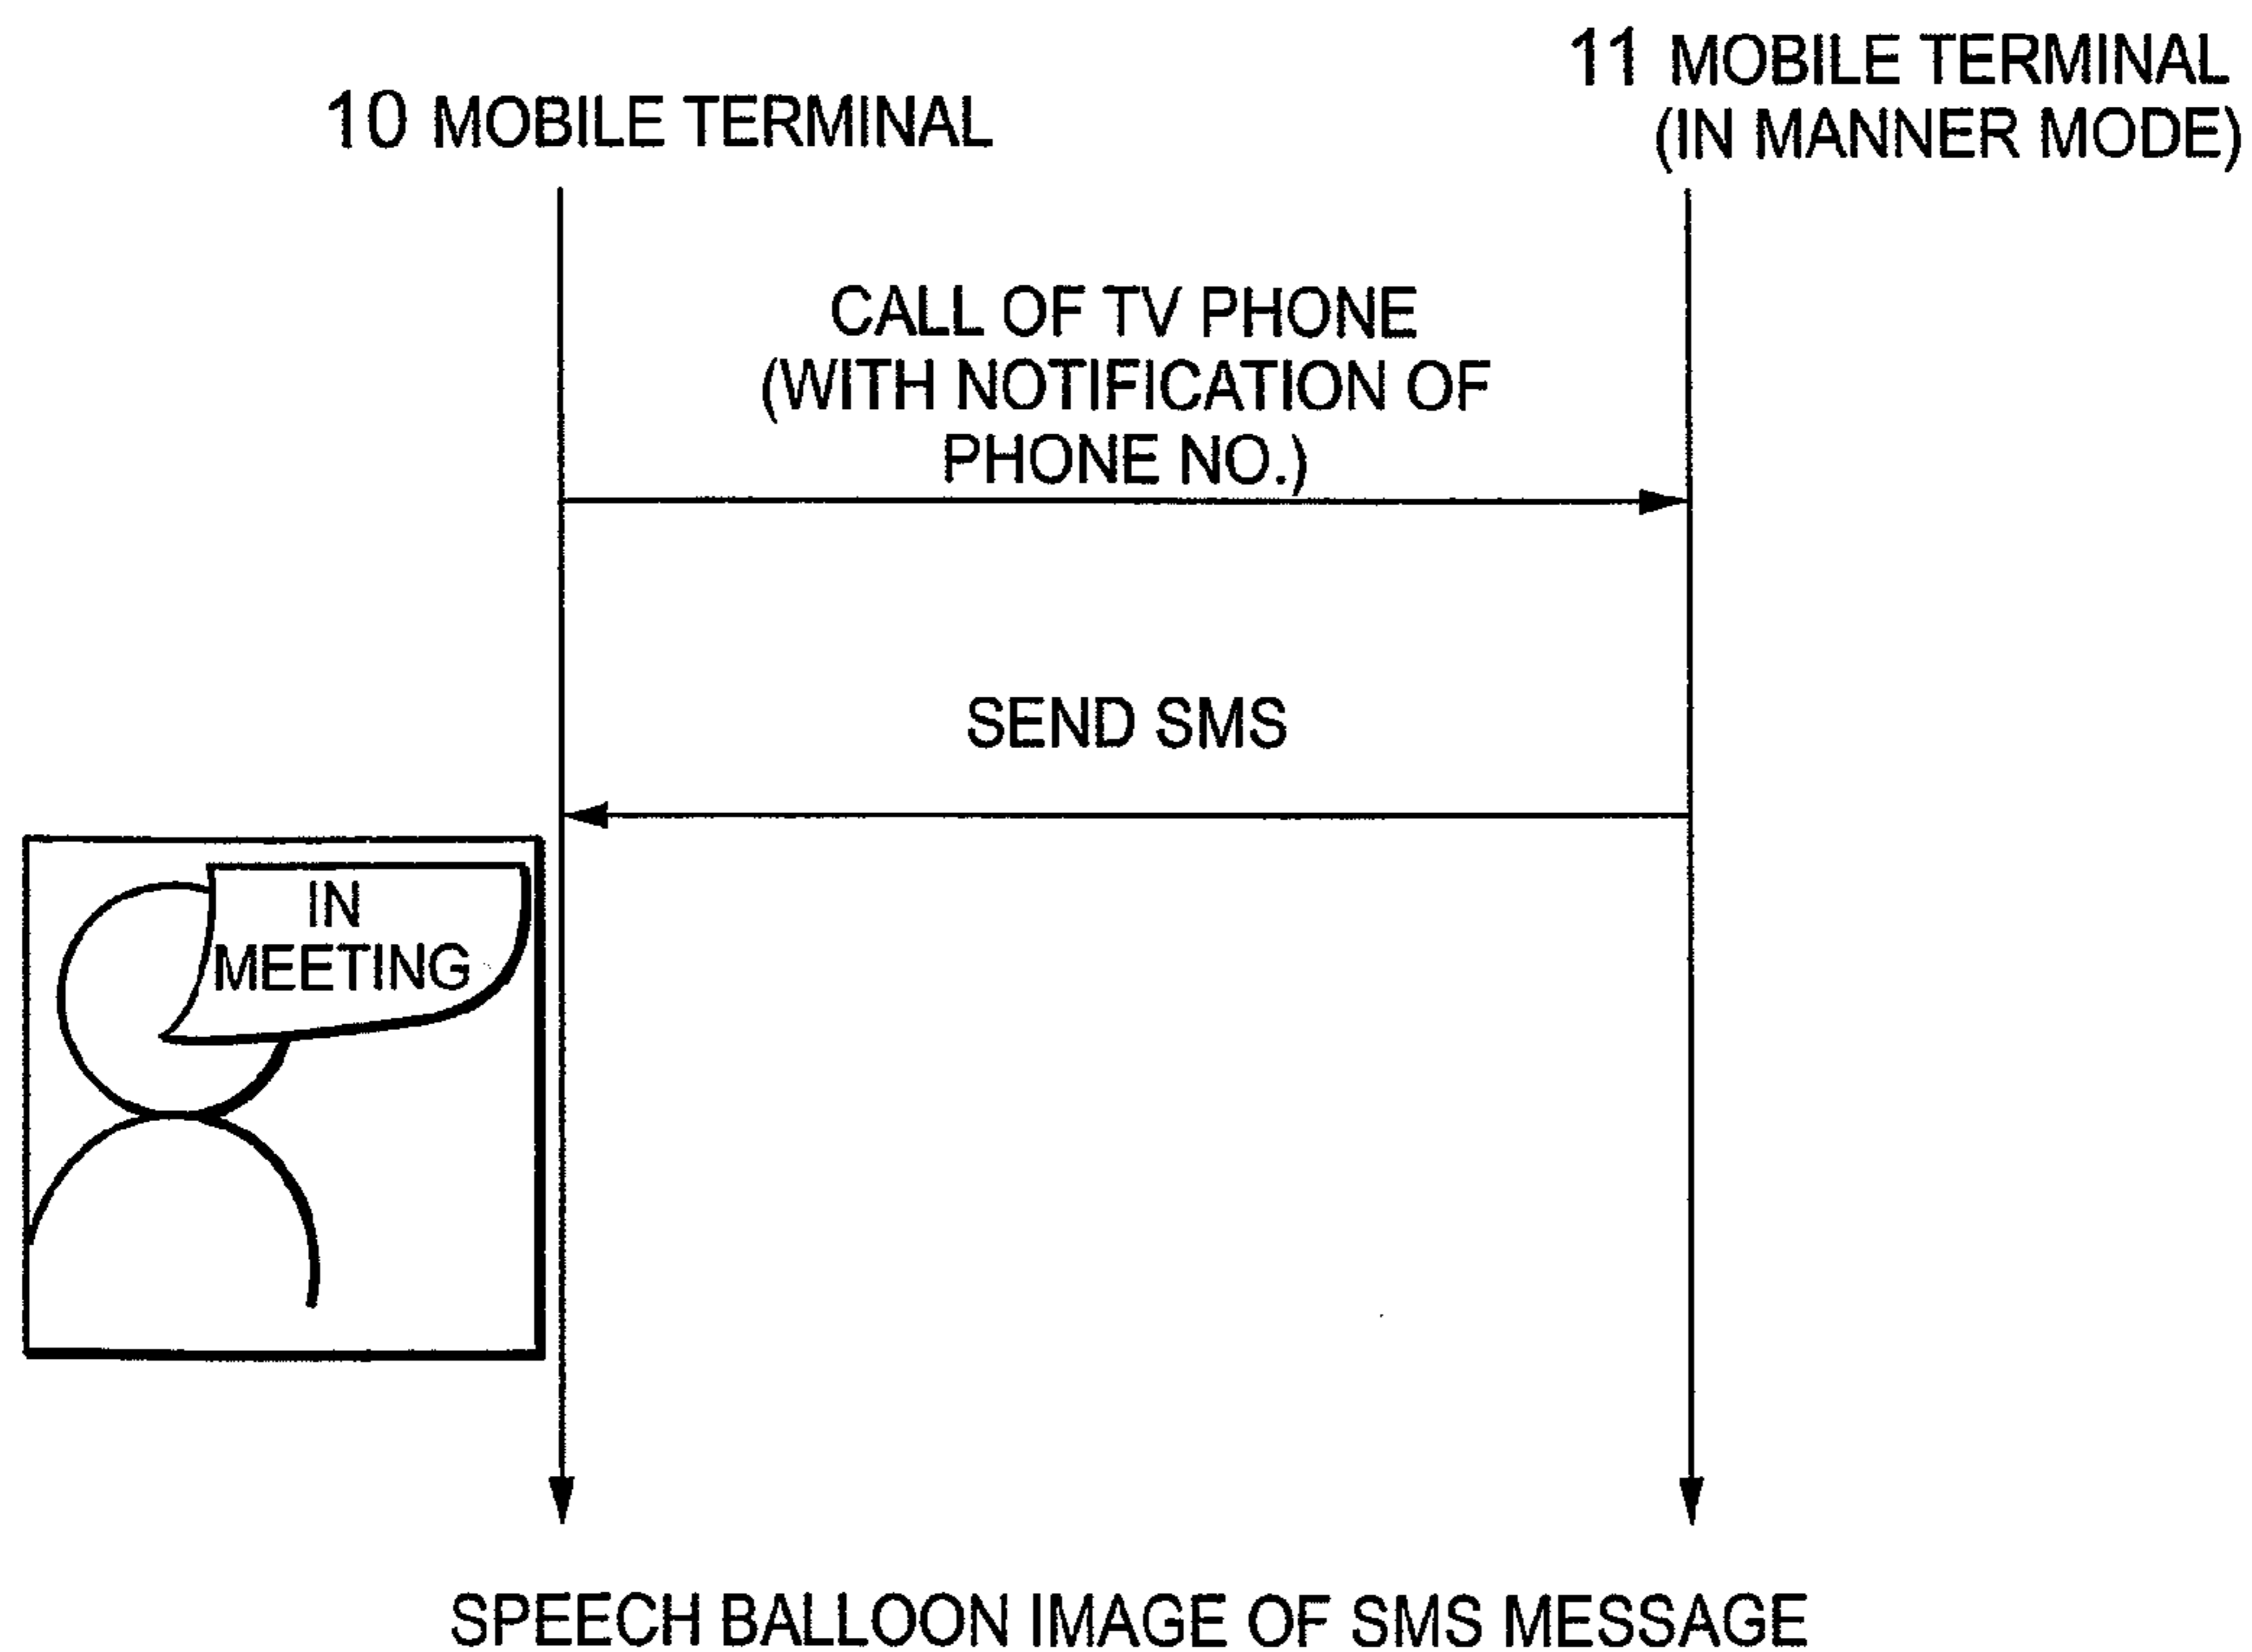 10 MOBILE TERMINAL
11 MOBILE TERMINAL
(IN MANNER MODE)
CALL OF TV PHONE
(WITH NOTIFICATION OF
PHONE NO.)
SEND SMS
IN
MEETING
SPEECH BALLOON IMAGE OF SMS MESSAGE